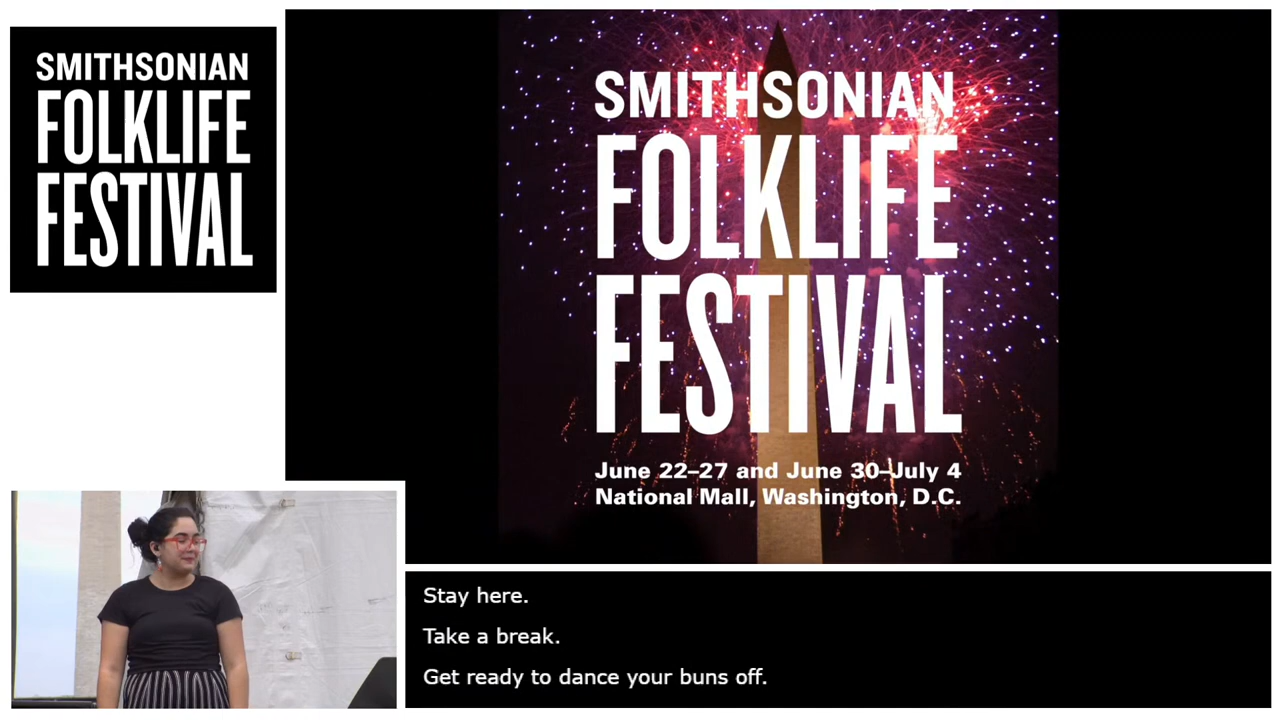 SMITHSONIAN
FOLKLIFE
FESTIVAL
SMITHSONIAN
FOLKLIFE
FESTIVAL
June 22–27 and June 30–July 4
National Mall, Washington, D.C.
Stay here.
Take a break.
Get ready to dance your buns off.